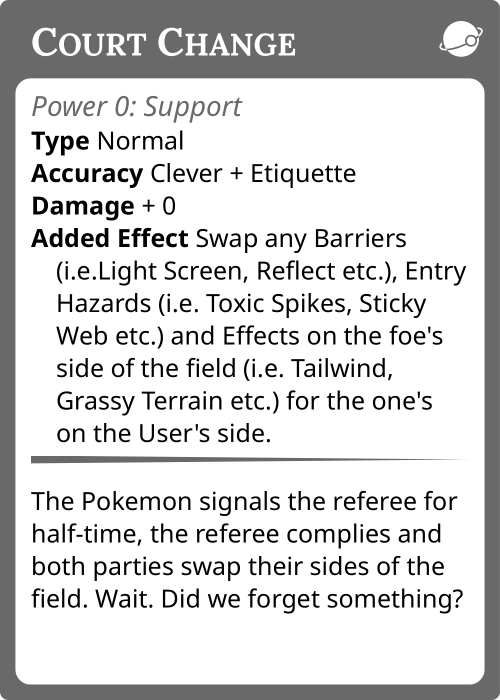 Court Change
Power 0: Support
Type Normal
Accuracy Clever + Etiquette
Damage + 0
Added Effect Swap any Barriers
(i.e.Light Screen, Reflect etc.), Entry
Hazards (i.e. Toxic Spikes, Sticky
Web etc.) and Effects on the foe's
side of the field (i.e. Tailwind,
Grassy Terrain etc.) for the one's
on the User's side.
The Pokemon signals the referee for
half-time, the referee complies and
both parties swap their sides of the
field. Wait. Did we forget something?